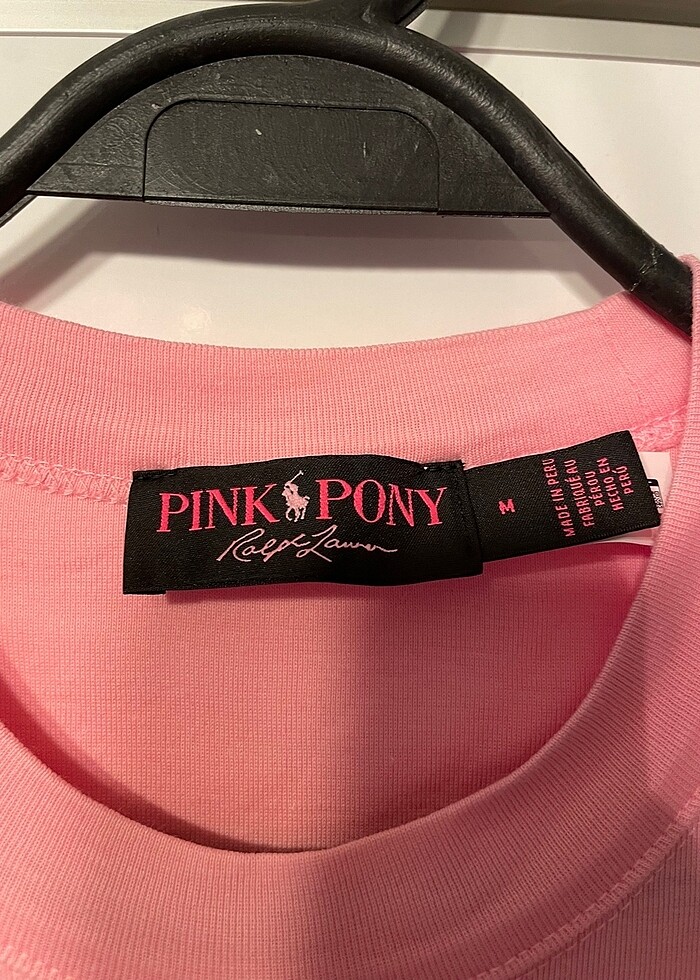 PINK PONY
Ralph Lauren
M
MADE IN PERU
FABRIQUÉ AU
PÉROU
HECHO EN
PERÚ